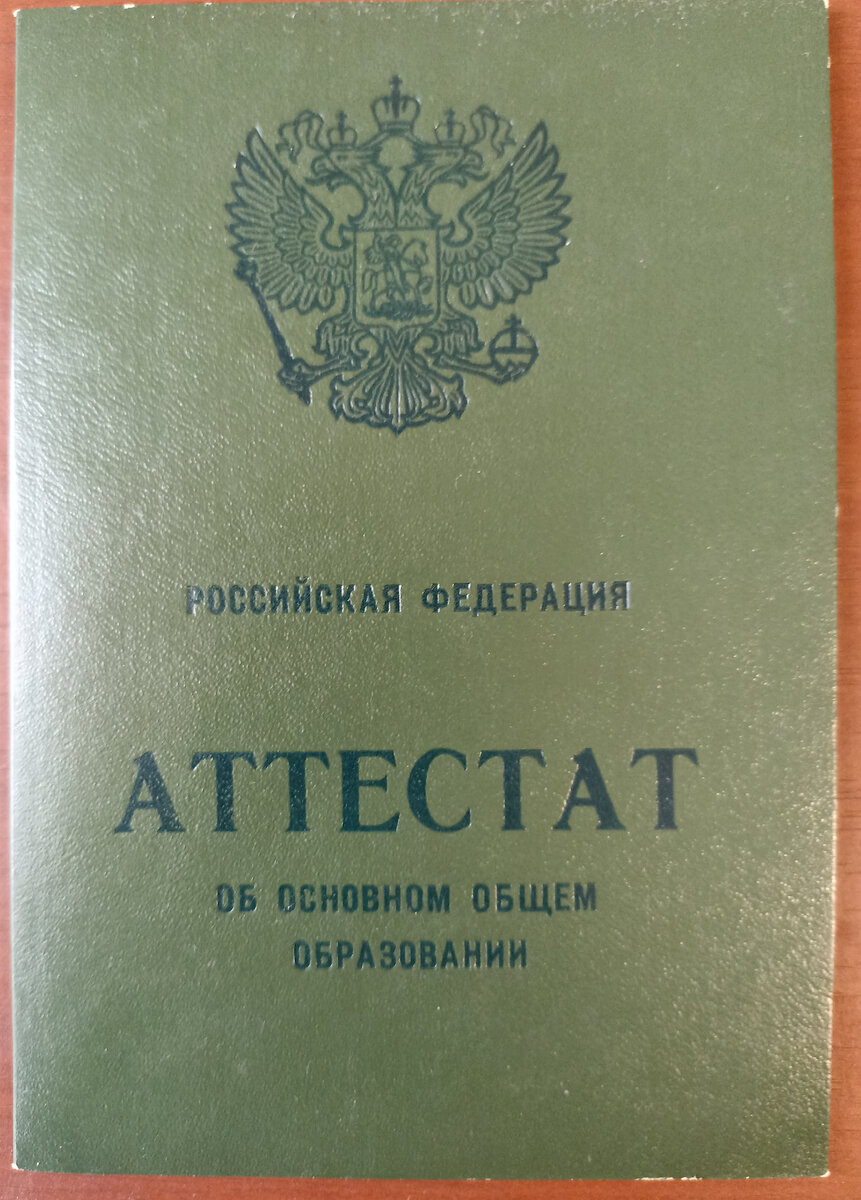 РОССИЙСКАЯ ФЕДЕРАЦИЯ
АТТЕСТАТ
ОБ ОСНОВНОМ ОБЩЕМ
ОБРАЗОВАНИИ